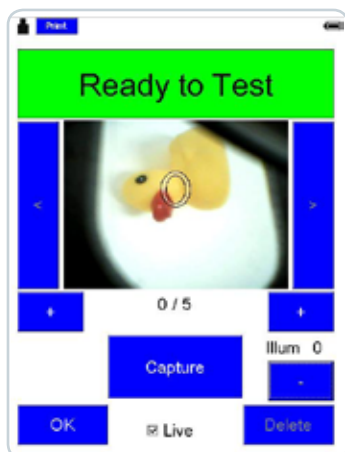 Print
Ready to Test
< >
+ 0 / 5 +
Illum 0
Capture
-
OK Live Delete